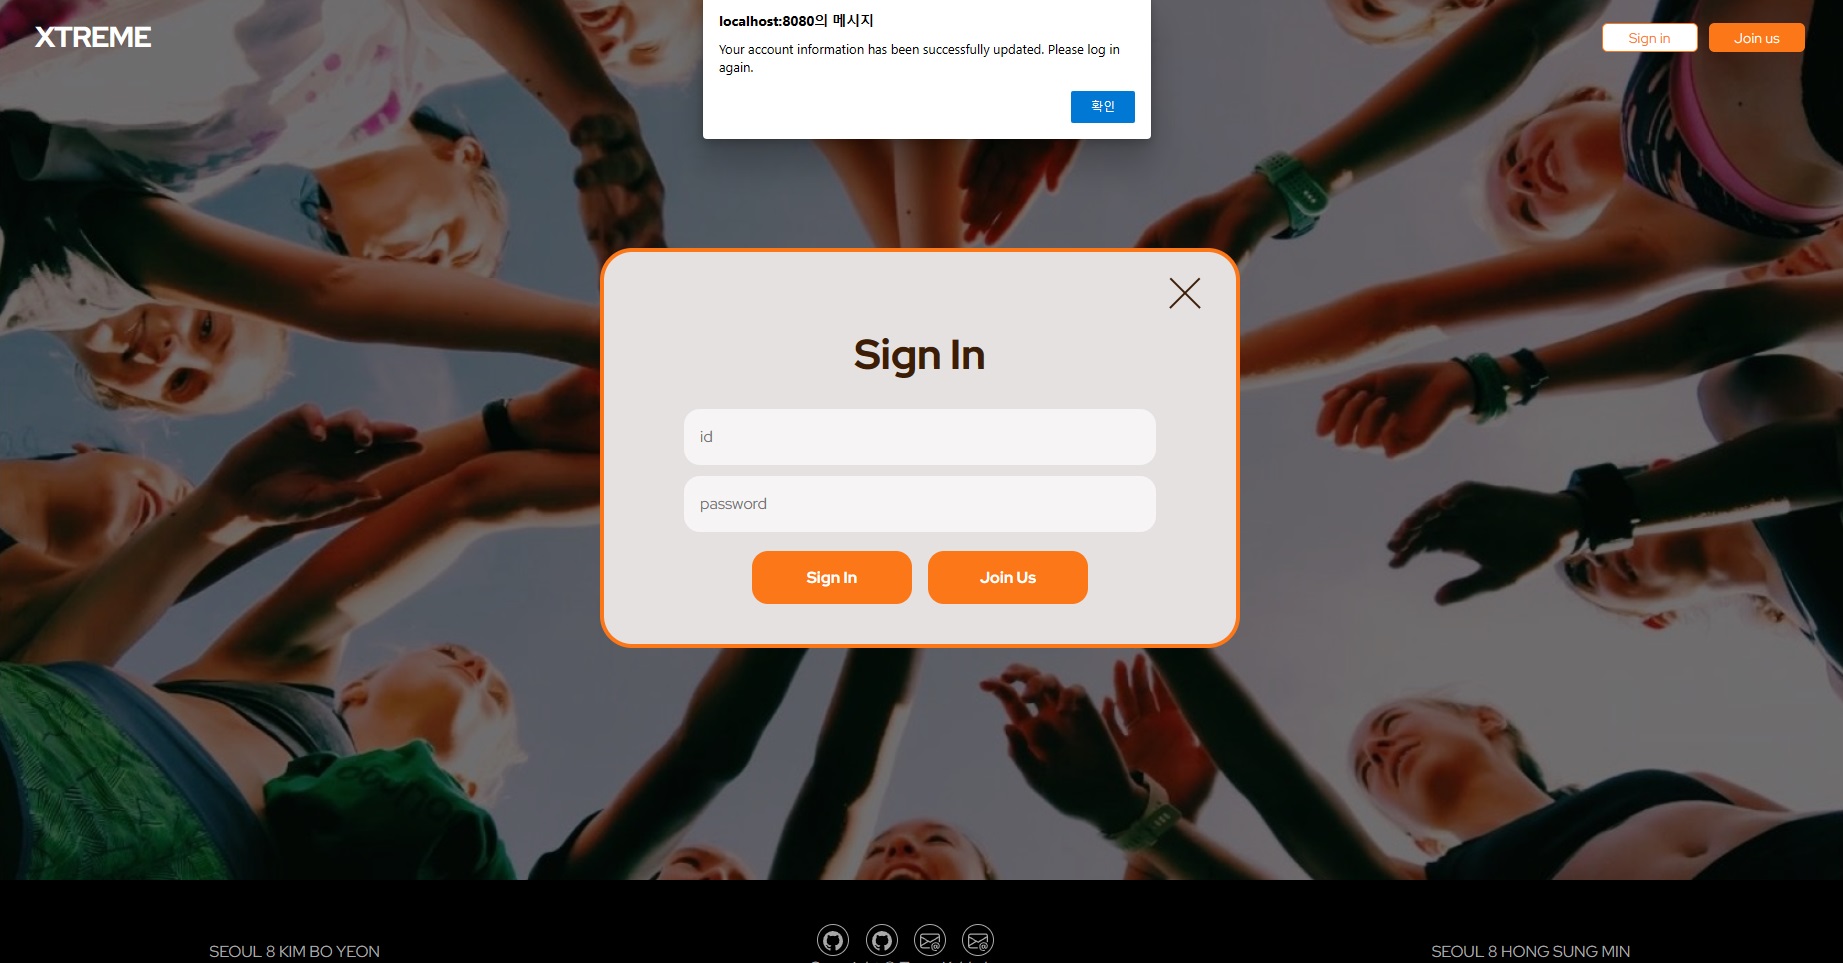 XTREME
localhost:8080의 메시지
Your account information has been successfully updated. Please log in
again.
확인
Sign in
Join us
Sign In
id
password
Sign In
Join Us
SEOUL 8 KIM BO YEON
SEOUL 8 HONG SUNG MIN